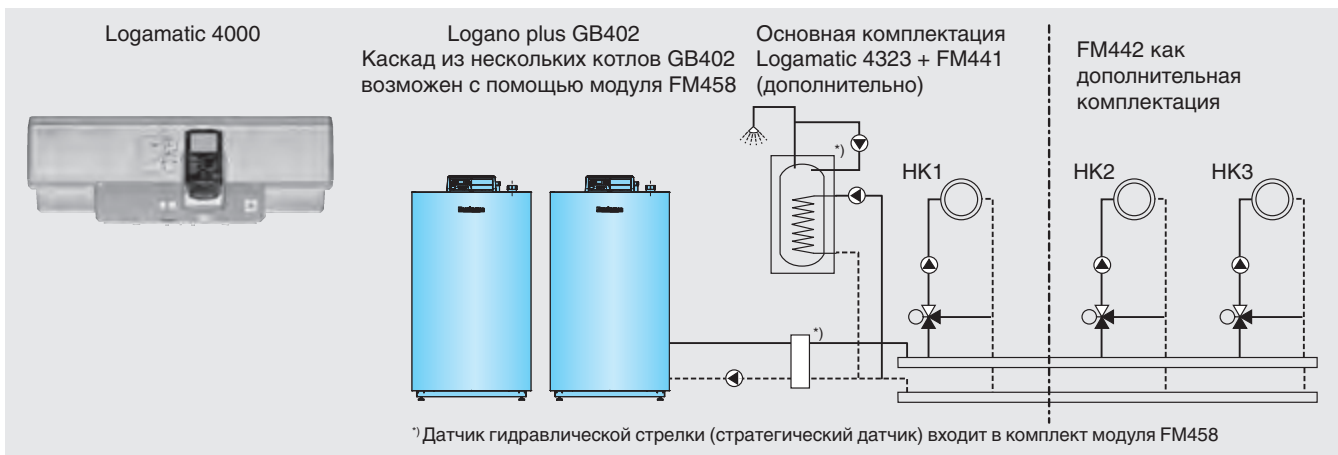 Logamatic 4000
Logano plus GB402
Каскад из нескольких котлов GB402
возможен с помощью модуля FM458
Основная комплектация
Logamatic 4323 + FM441
(дополнительно)
FM442 как
дополнительная
комплектация
*)
HK1
HK2
HK3
*)
*) Датчик гидравлической стрелки (стратегический датчик) входит в комплект модуля FM458